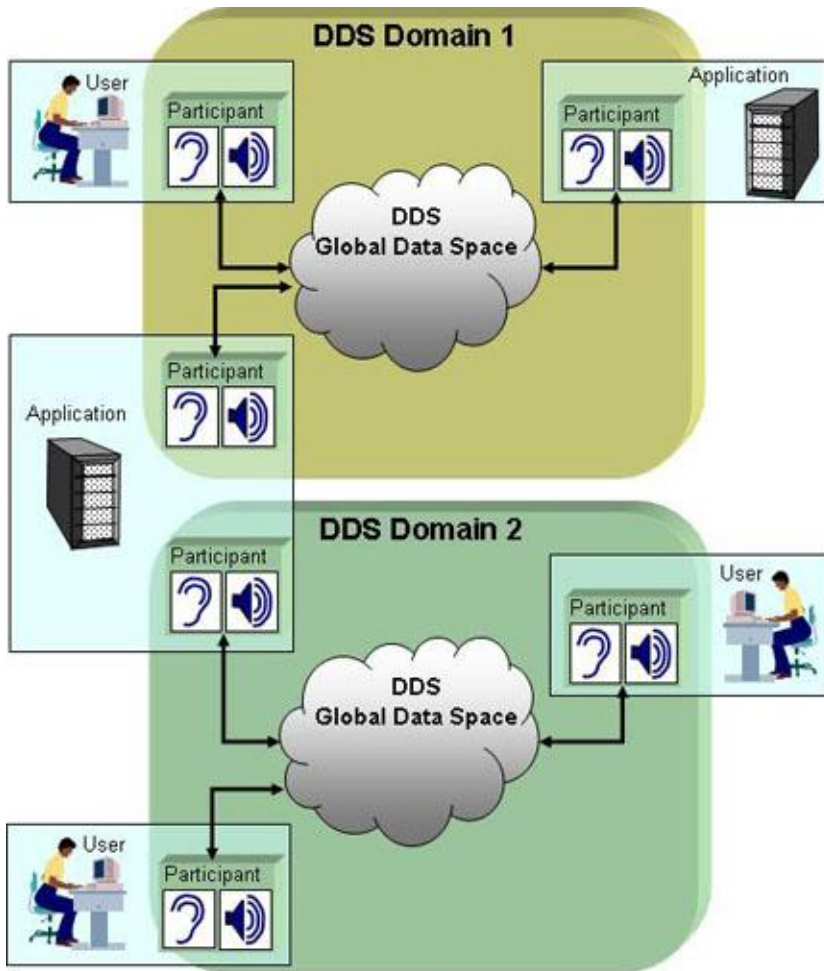 DDS Domain 1
User
Participant
Application
Participant
DDS
Global Data Space
Participant
Application
DDS Domain 2
Participant
User
Participant
DDS
Global Data Space
User
Participant